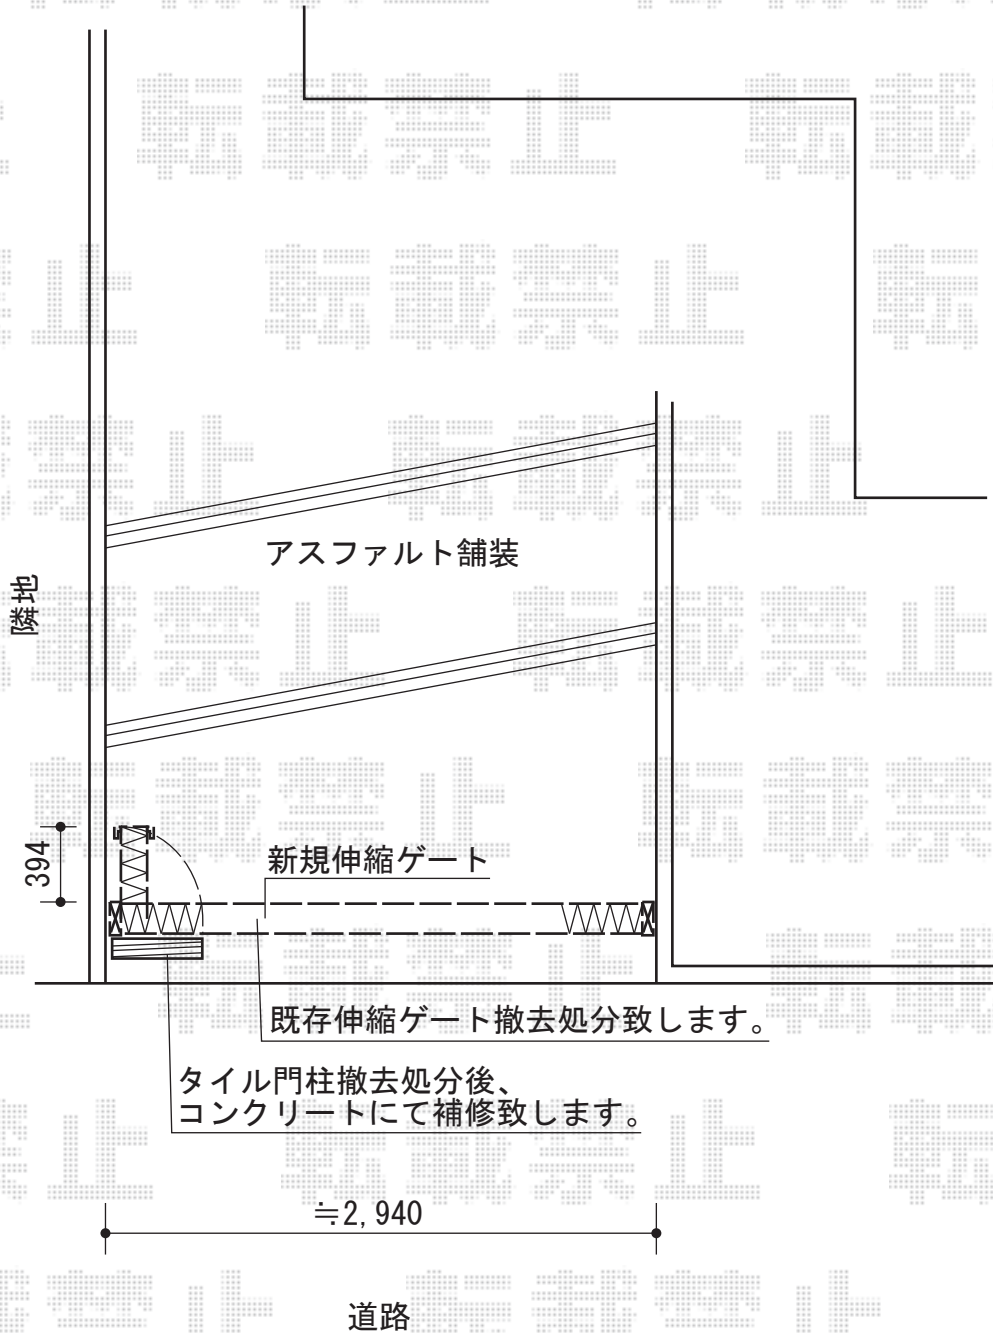 転載禁止
アスファルト舗装
隣地
394
新規伸縮ゲート
既存伸縮ゲート撤去処分致します。
タイル門柱撤去処分後、
コンクリートにて補修致します。
≒2,940
道路